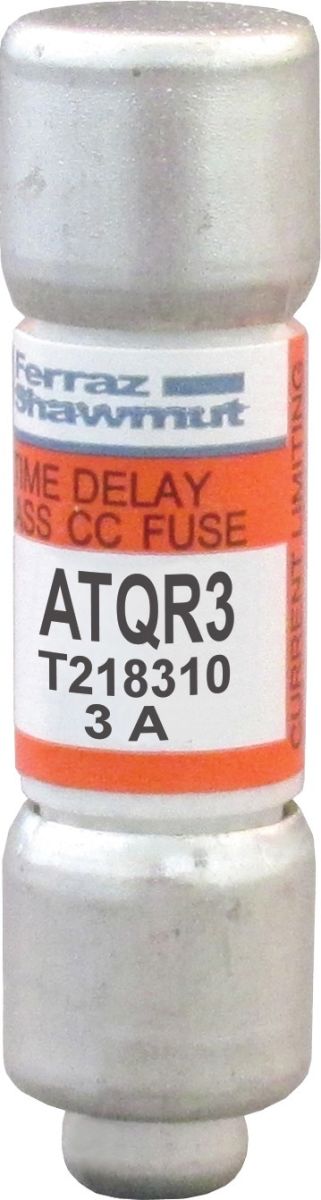 Ferraz
Shawmut
TIME DELAY
ASS CC FUSE
ATQR3
T218310
3 A
CURRENT LIMITING